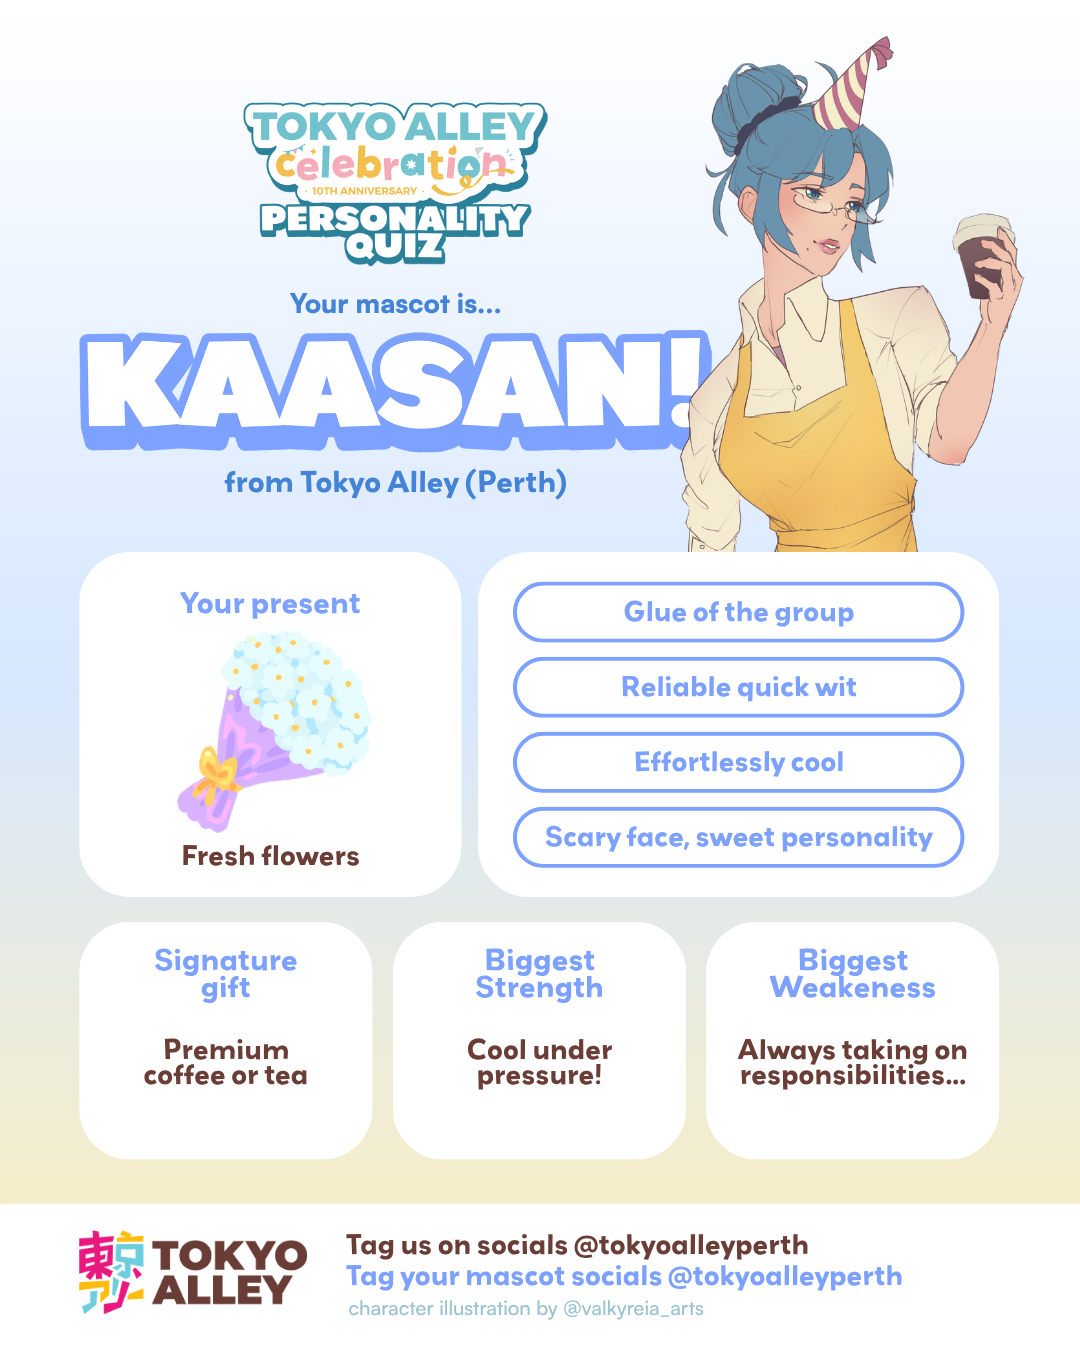 TOKYO ALLEY
celebration
· 10TH ANNIVERSARY ·
PERSONALITY
QUIZ
Your mascot is...
KAASAN!
from Tokyo Alley (Perth)
Your present
Fresh flowers
Glue of the group
Reliable quick wit
Effortlessly cool
Scary face, sweet personality
Signature
gift
Premium
coffee or tea
Biggest
Strength
Cool under
pressure!
Biggest
Weakeness
Always taking on
responsibilities...
東京
アリー
TOKYO
ALLEY
Tag us on socials @tokyoalleyperth
Tag your mascot socials @tokyoalleyperth
character illustration by @valkyreia_arts